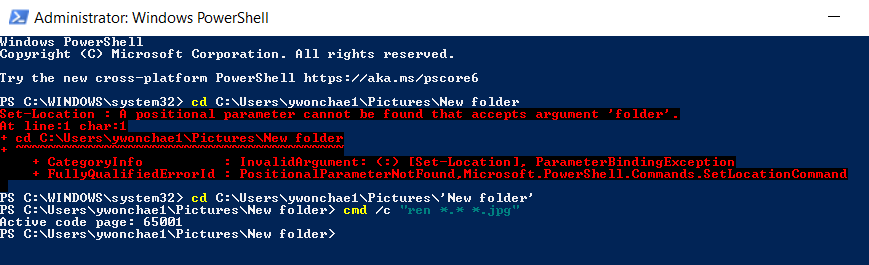 Administrator: Windows PowerShell
Windows PowerShell
Copyright (C) Microsoft Corporation. All rights reserved.
Try the new cross-platform PowerShell https://aka.ms/pscore6
PS C:\WINDOWS\system32> cd C:\Users\ywonchae1\Pictures\New folder
Set-Location : A positional parameter cannot be found that accepts argument 'folder'.
At line:1 char:1
+ cd C:\Users\ywonchae1\Pictures\New folder
+ ~~~~~~~~~~~~~~~~~~~~~~~~~~~~~~~~~~~~~~~~~
    + CategoryInfo          : InvalidArgument: (:) [Set-Location], ParameterBindingException
    + FullyQualifiedErrorId : PositionalParameterNotFound,Microsoft.PowerShell.Commands.SetLocationCommand
PS C:\WINDOWS\system32> cd C:\Users\ywonchae1\Pictures\'New folder'
PS C:\Users\ywonchae1\Pictures\New folder> cmd /c "ren *.* *.jpg"
Active code page: 65001
PS C:\Users\ywonchae1\Pictures\New folder>